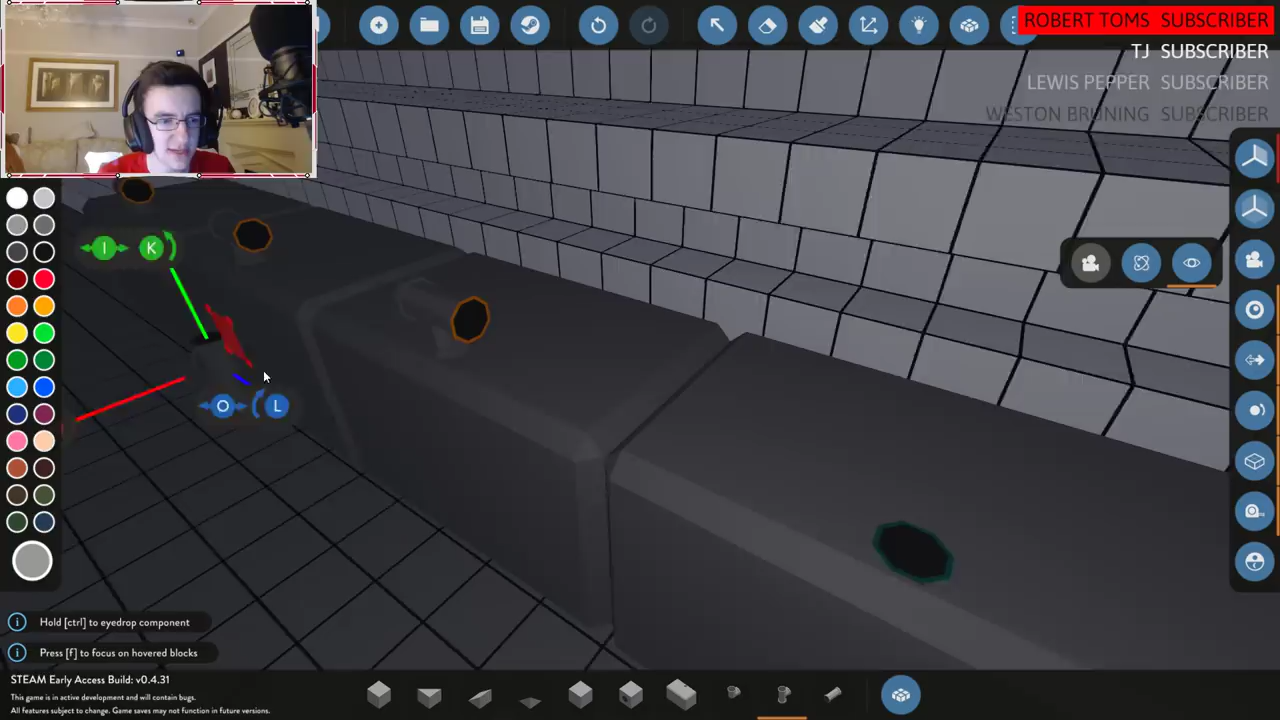 ROBERT TOMS SUBSCRIBER
TJ SUBSCRIBER
LEWIS PEPPER SUBSCRIBER
WESTON BRUNING SUBSCRIBER
I K
O L
Hold [ctrl] to eyedrop component
Press [f] to focus on hovered blocks
STEAM Early Access Build: v0.4.31
This game is in active development and will contain bugs.
All features subject to change. Game saves may not function in future versions.